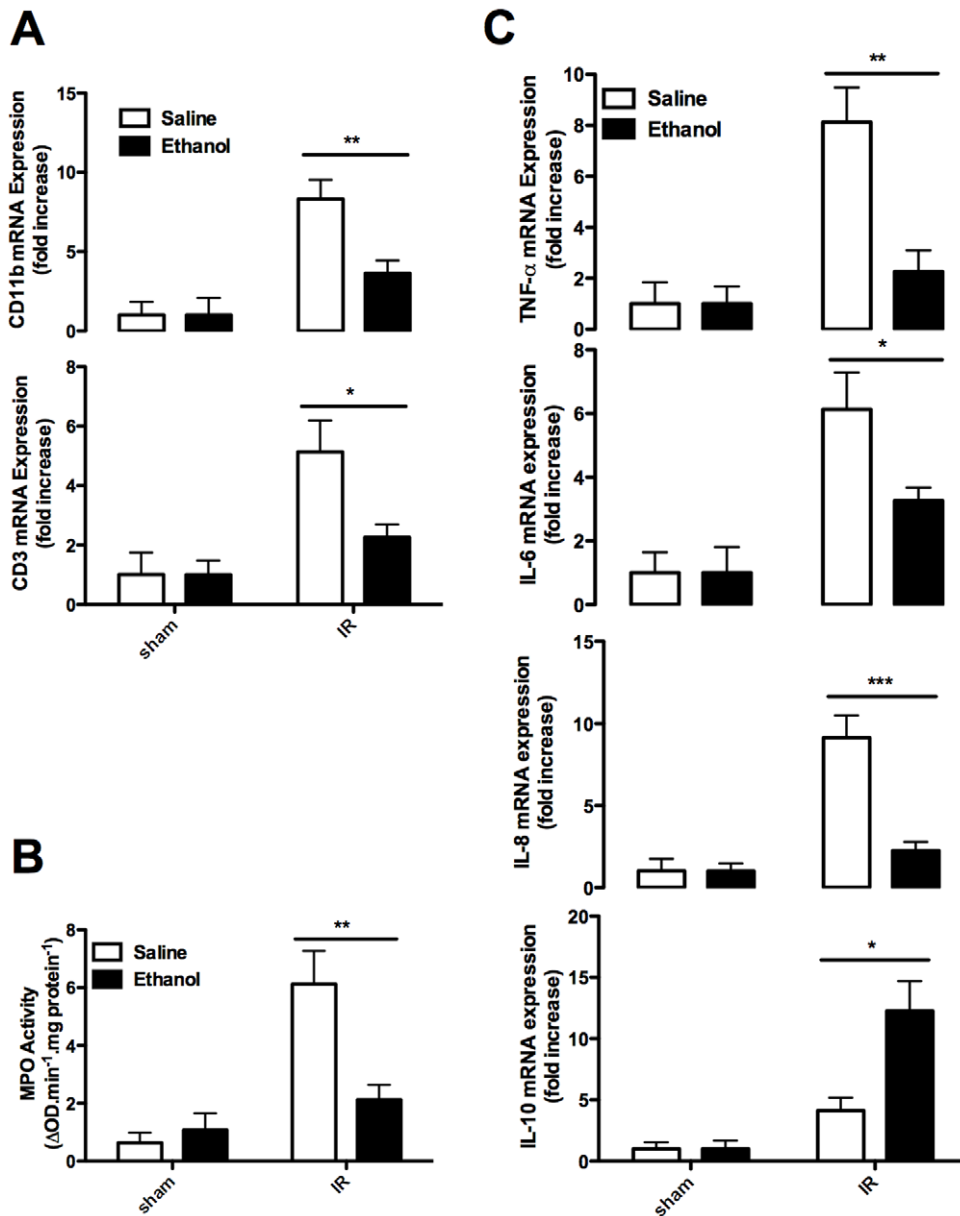 A
CD11b mRNA Expression
(fold increase)
15
10
5
0
Saline
Ethanol
**
CD3 mRNA Expression
(fold increase)
8
6
4
2
0
*
sham
IR
B
MPO Activity
(ΔOD.min⁻¹.mg protein⁻¹)
8
6
4
2
0
Saline
Ethanol
**
sham
IR
C
TNF-α mRNA Expression
(fold increase)
10
8
6
4
2
0
Saline
Ethanol
**
IL-6 mRNA expression
(fold increase)
8
6
4
2
0
*
IL-8 mRNA expression
(fold increase)
15
10
5
0
***
IL-10 mRNA expression
(fold increase)
20
15
10
5
0
*
sham
IR